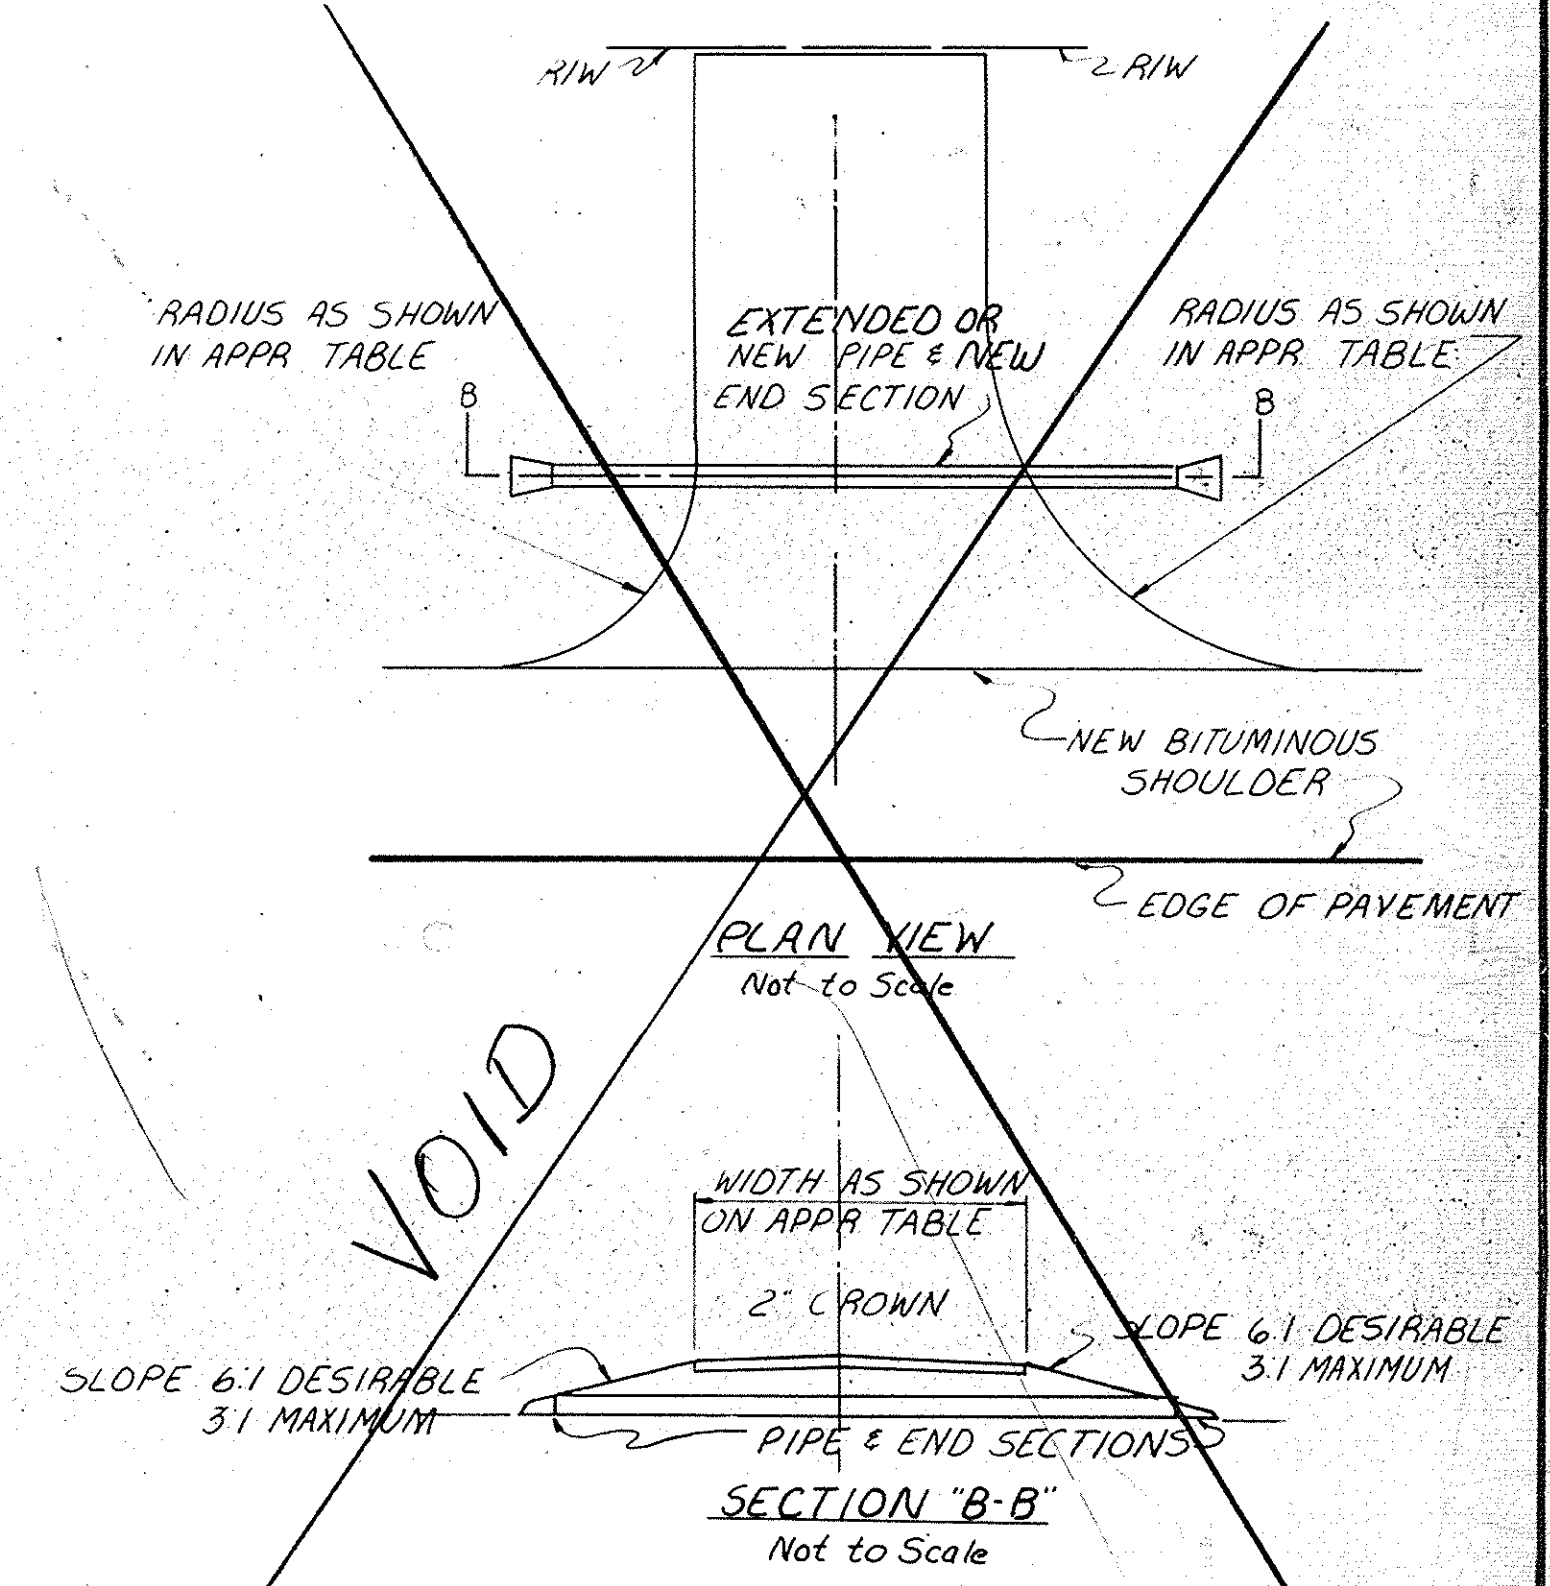 R/W
R/W
RADIUS AS SHOWN
IN APPR TABLE
EXTENDED OR
NEW PIPE & NEW
END SECTION
RADIUS AS SHOWN
IN APPR TABLE
B
B
NEW BITUMINOUS
SHOULDER
EDGE OF PAVEMENT
PLAN VIEW
Not to Scale
VOID
WIDTH AS SHOWN
ON APPR TABLE
2" CROWN
SLOPE 6:1 DESIRABLE
3:1 MAXIMUM
SLOPE 6:1 DESIRABLE
3:1 MAXIMUM
PIPE & END SECTIONS
SECTION "B-B"
Not to Scale